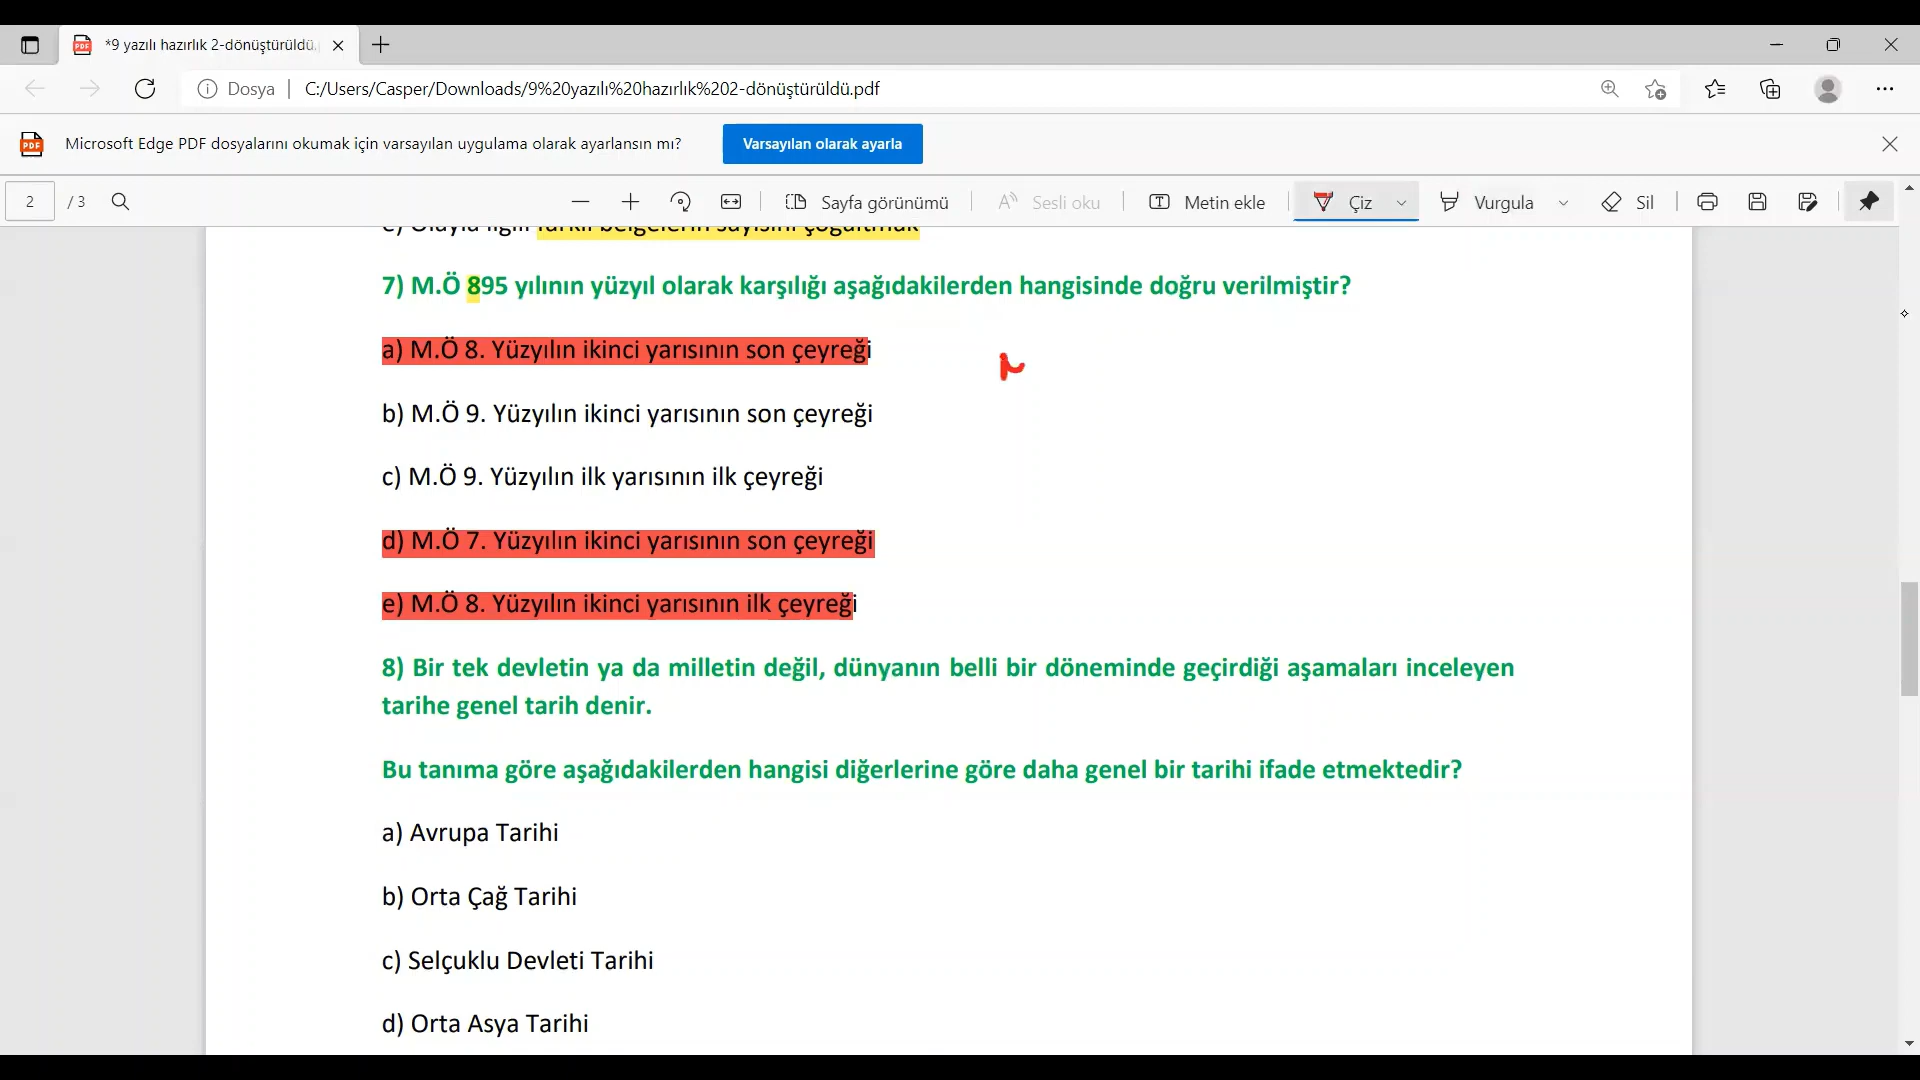 *9 yazılı hazırlık 2-dönüştürüldü.
Dosya
C:/Users/Casper/Downloads/9%20yazılı%20hazırlık%202-dönüştürüldü.pdf
Microsoft Edge PDF dosyalarını okumak için varsayılan uygulama olarak ayarlansın mı?
Varsayılan olarak ayarla
2 / 3
Sayfa görünümü
Sesli oku
Metin ekle
Çiz
Vurgula
Sil
e) Olayla ilgili farklı belgelerin sayısını çoğaltmak
7) M.Ö 895 yılının yüzyıl olarak karşılığı aşağıdakilerden hangisinde doğru verilmiştir?
a) M.Ö 8. Yüzyılın ikinci yarısının son çeyreği
b) M.Ö 9. Yüzyılın ikinci yarısının son çeyreği
c) M.Ö 9. Yüzyılın ilk yarısının ilk çeyreği
d) M.Ö 7. Yüzyılın ikinci yarısının son çeyreği
e) M.Ö 8. Yüzyılın ikinci yarısının ilk çeyreği
8) Bir tek devletin ya da milletin değil, dünyanın belli bir döneminde geçirdiği aşamaları inceleyen
tarihe genel tarih denir.
Bu tanıma göre aşağıdakilerden hangisi diğerlerine göre daha genel bir tarihi ifade etmektedir?
a) Avrupa Tarihi
b) Orta Çağ Tarihi
c) Selçuklu Devleti Tarihi
d) Orta Asya Tarihi